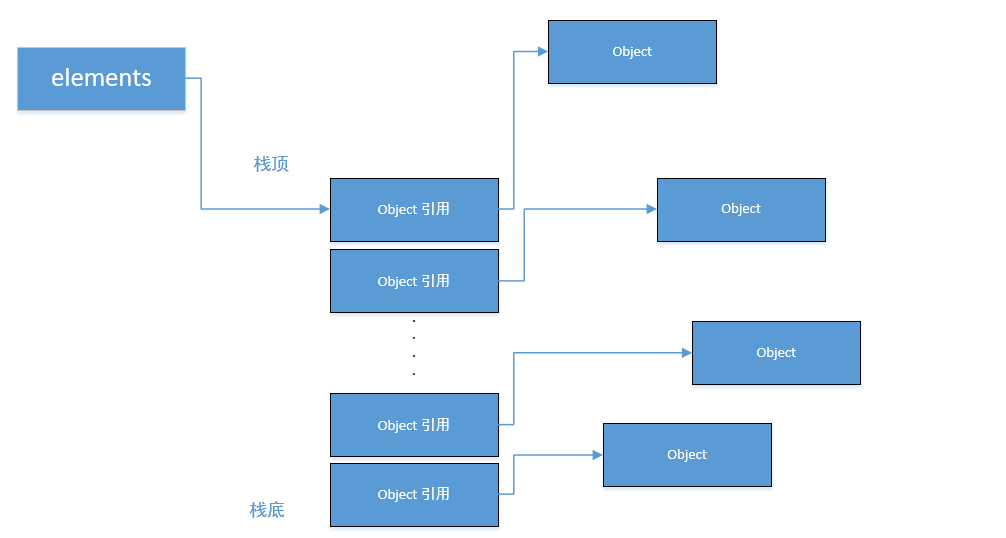 Object
elements
栈顶
Object 引用
Object
Object 引用
Object
Object 引用
Object
Object 引用
栈底